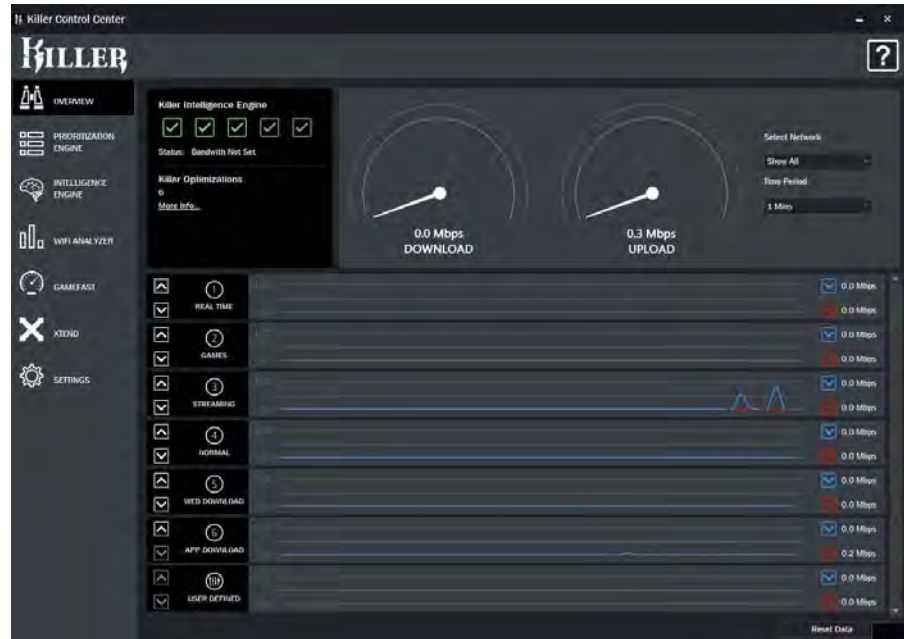 Killer Control Center
KILLER
?
OVERVIEW
PRIORITIZATION
ENGINE
INTELLIGENCE
ENGINE
WIFI ANALYZER
GAMEFAST
XTEND
SETTINGS
Killer Intelligence Engine
Status: Bandwith Not Set
Killer Optimizations
6
More Info...
0.0 Mbps
DOWNLOAD
0.3 Mbps
UPLOAD
Select Network
Show All
Time Period
1 Mins
1
REAL TIME
0.0 Mbps
0.0 Mbps
2
GAMES
0.0 Mbps
0.0 Mbps
3
STREAMING
0.0 Mbps
0.0 Mbps
4
NORMAL
0.0 Mbps
0.0 Mbps
5
WEB DOWNLOAD
0.0 Mbps
0.0 Mbps
6
APP DOWNLOAD
0.0 Mbps
0.2 Mbps
USER DEFINED
0.0 Mbps
0.0 Mbps
Reset Data